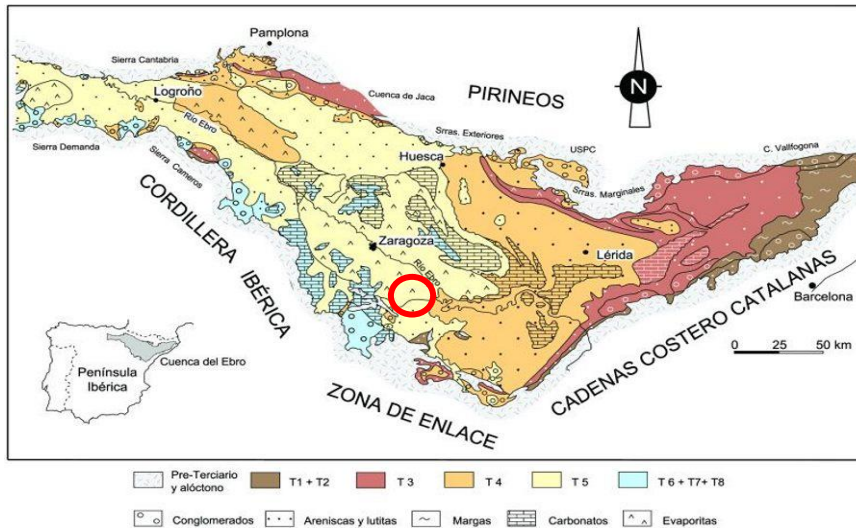 Pamplona
Sierra Cantabria
Cuenca de Jaca
PIRINEOS
N
Logroño
Río Ebro
Srras. Exteriores
USPC
C. Vallfogona
Sierra Demanda
Sierra Cameros
Huesca
Srras. Marginales
CORDILLERA IBÉRICA
Zaragoza
Río Ebro
Lérida
Barcelona
CADENAS COSTERO CATALANAS
0 25 50 km
Península
Ibérica
Cuenca del Ebro
ZONA DE ENLACE
Pre-Terciario
y alóctono
T1 + T2
T 3
T 4
T 5
T 6 + T7+ T8
Conglomerados
Areniscas y lutitas
Margas
Carbonatos
Evaporitas